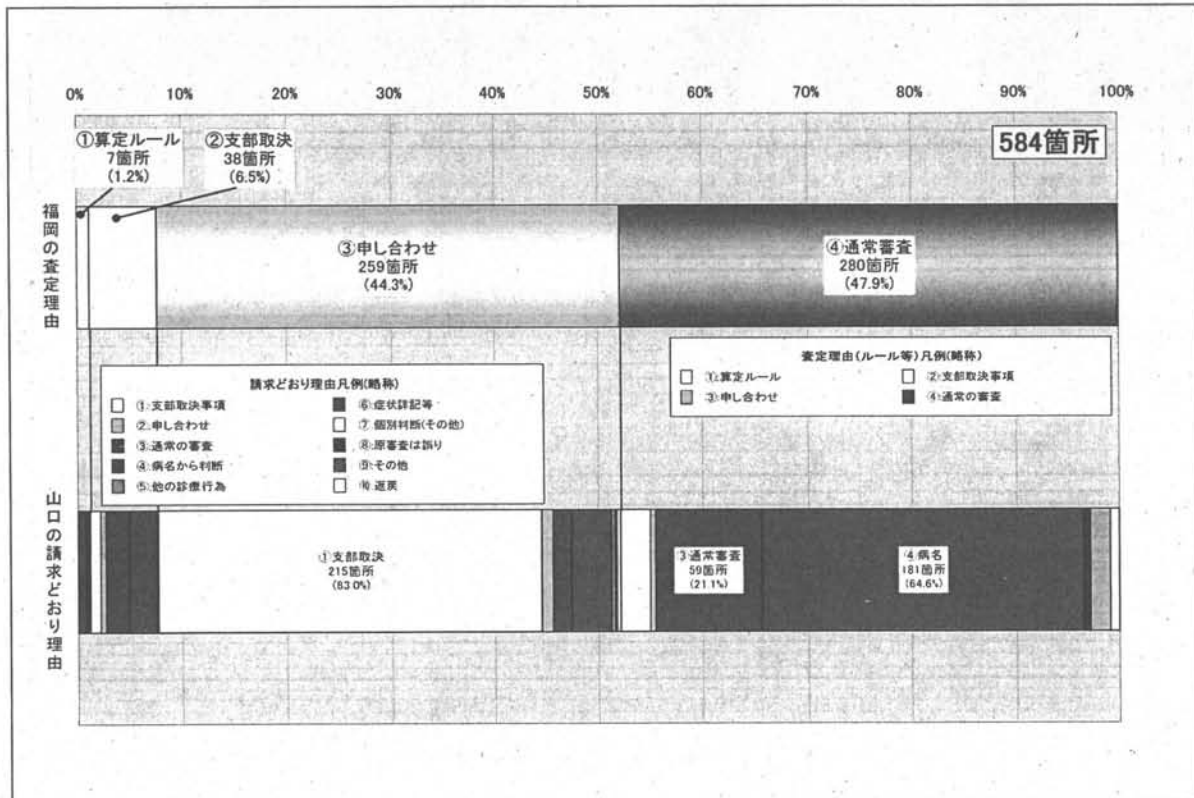 0% 10% 20% 30% 40% 50% 60% 70% 80% 90% 100%
584箇所
①算定ルール
7箇所
(1.2%)
②支部取決
38箇所
(6.5%)
福岡の査定理由
③申し合わせ
259箇所
(44.3%)
④通常審査
280箇所
(47.9%)
請求どおり理由凡例(略称)
①:支部取決事項
②:申し合わせ
③:通常の審査
④:病名から判断
⑤:他の診療行為
⑥:症状詳記等
⑦:個別判断(その他)
⑧:原審査は誤り
⑨:その他
⑩:返戻
査定理由(ルール等)凡例(略称)
①:算定ルール
②:支部取決事項
③:申し合わせ
④:通常の審査
山口の請求どおり理由
①支部取決
215箇所
(83.0%)
③通常審査
59箇所
(21.1%)
④病名
181箇所
(64.6%)